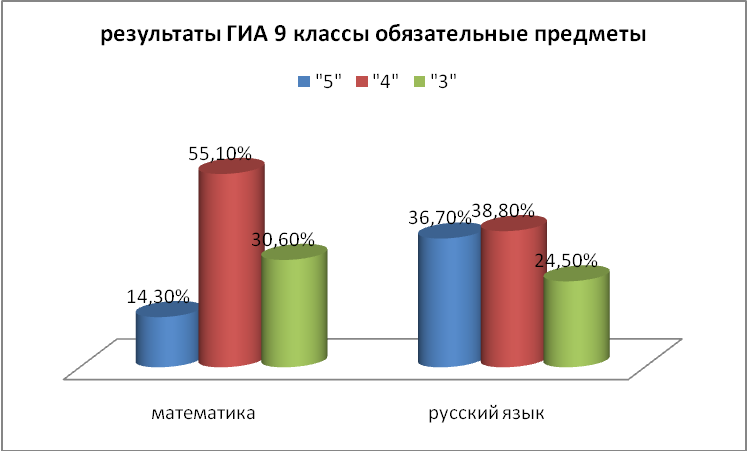 результаты ГИА 9 классы обязательные предметы
"5" "4" "3"
55,10%
36,70% 38,80%
30,60%
24,50%
14,30%
математика русский язык